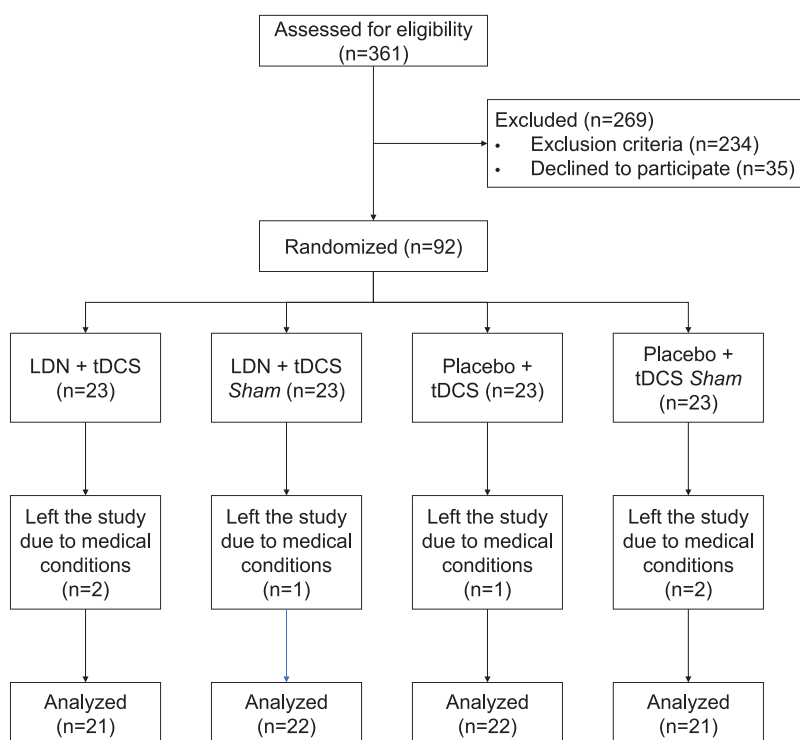 Assessed for eligibility
(n=361)
Excluded (n=269)
• Exclusion criteria (n=234)
• Declined to participate (n=35)
Randomized (n=92)
LDN + tDCS
(n=23)
LDN + tDCS
Sham (n=23)
Placebo +
tDCS (n=23)
Placebo +
tDCS Sham
(n=23)
Left the study
due to medical
conditions
(n=2)
Left the study
due to medical
conditions
(n=1)
Left the study
due to medical
conditions
(n=1)
Left the study
due to medical
conditions
(n=2)
Analyzed
(n=21)
Analyzed
(n=22)
Analyzed
(n=22)
Analyzed
(n=21)